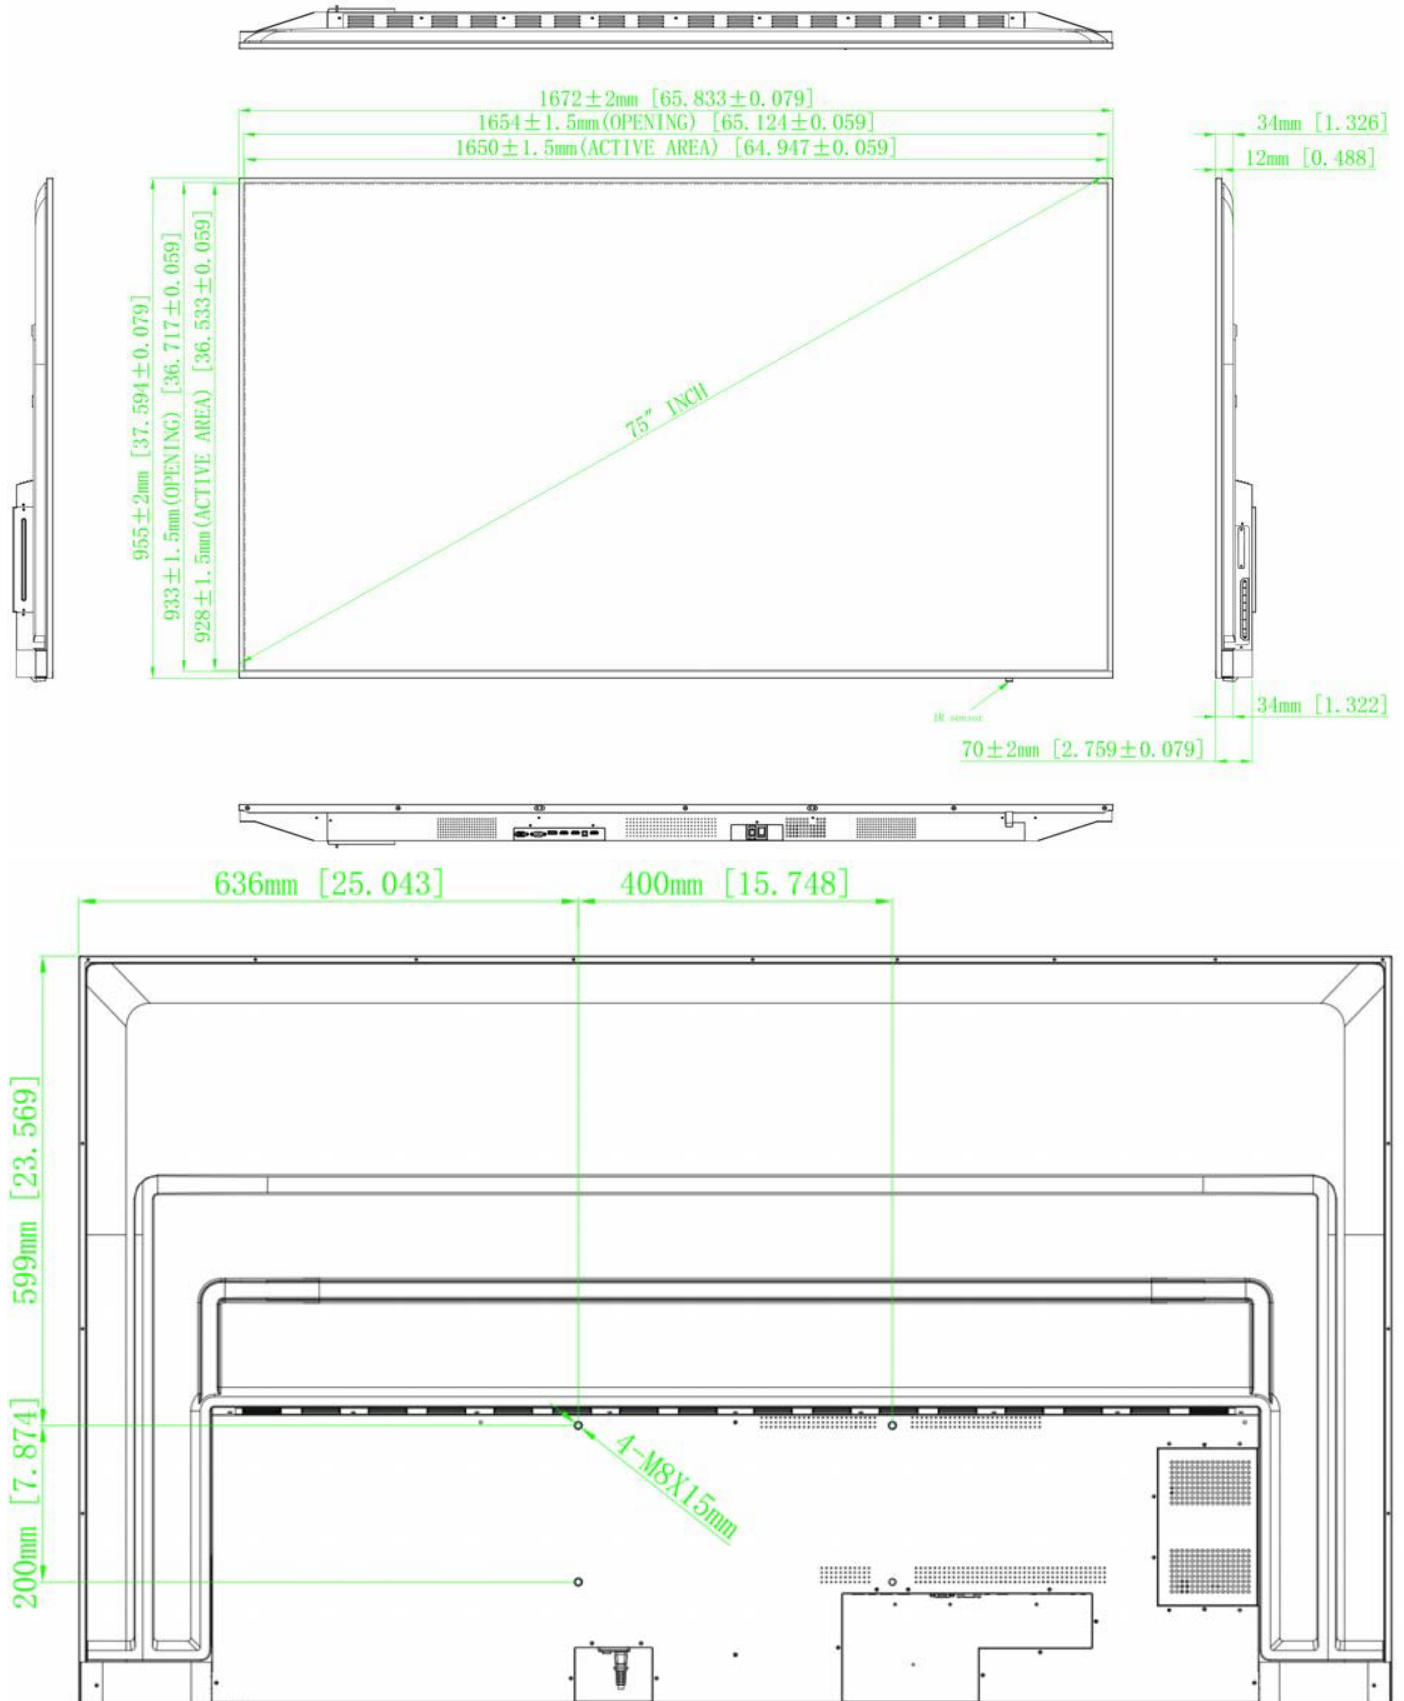 1672±2mm [65.833±0.079]
1654±1.5mm(OPENING) [65.124±0.059]
1650±1.5mm(ACTIVE AREA) [64.947±0.059]
34mm [1.326]
12mm [0.488]
955±2mm [37.594±0.079]
933±1.5mm(OPENING) [36.717±0.059]
928±1.5mm(ACTIVE AREA) [36.533±0.059]
75" INCH
IR sensor
34mm [1.322]
70±2mm [2.759±0.079]
636mm [25.043]
400mm [15.748]
599mm [23.569]
200mm [7.874]
4-M8X15mm